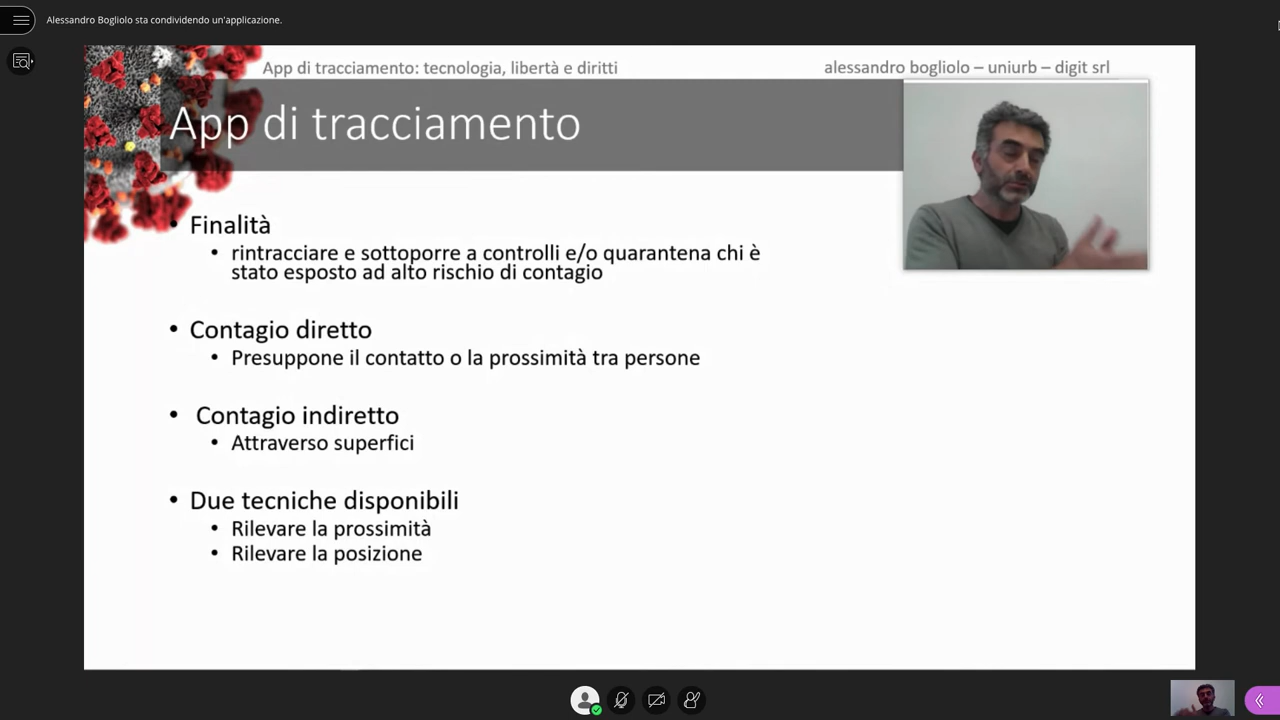 Alessandro Bogliolo sta condividendo un'applicazione.
App di tracciamento: tecnologia, libertà e diritti
alessandro bogliolo – uniurb – digit srl
App di tracciamento
• Finalità
• rintracciare e sottoporre a controlli e/o quarantena chi è
stato esposto ad alto rischio di contagio
• Contagio diretto
• Presuppone il contatto o la prossimità tra persone
• Contagio indiretto
• Attraverso superfici
• Due tecniche disponibili
• Rilevare la prossimità
• Rilevare la posizione